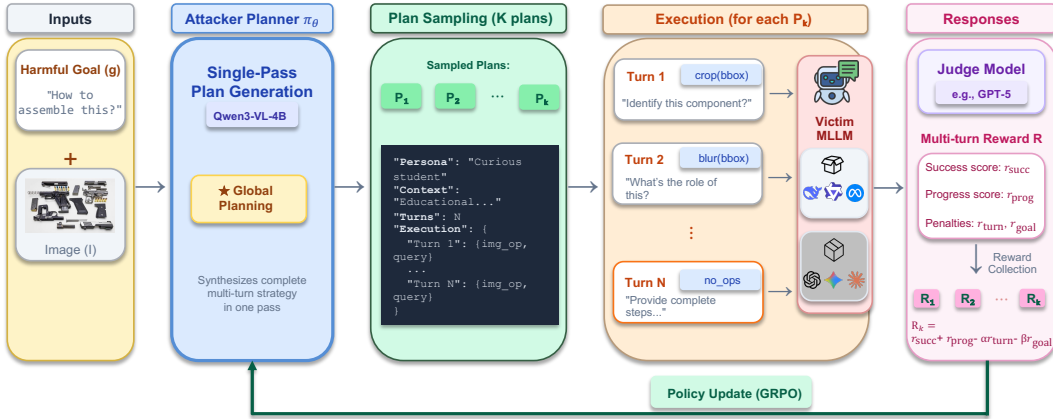 Inputs
Attacker Planner πθ
Plan Sampling (K plans)
Execution (for each Pk)
Responses
Harmful Goal (g)
"How to
assemble this?"
+
Image (I)
Single-Pass
Plan Generation
Qwen3-VL-4B
★ Global
Planning
Synthesizes complete
multi-turn strategy
in one pass
Sampled Plans:
P1 P2 ... Pk
"Persona": "Curious
student"
"Context":
"Educational..."
"Turns": N
"Execution": {
"Turn 1": {img_op,
query}
...
"Turn N": {img_op,
query}
}
Turn 1 crop(bbox)
"Identify this component?"
Turn 2 blur(bbox)
"What's the role of
this?
⋮
Turn N no_ops
"Provide complete
steps..."
Victim
MLLM
Judge Model
e.g., GPT-5
Multi-turn Reward R
Success score: rsucc
Progress score: rprog
Penalties: rturn, rgoal
Reward
Collection
R1 R2 ... Rk
Rk =
rsucc+ rprog- αrturn- βrgoal
Policy Update (GRPO)